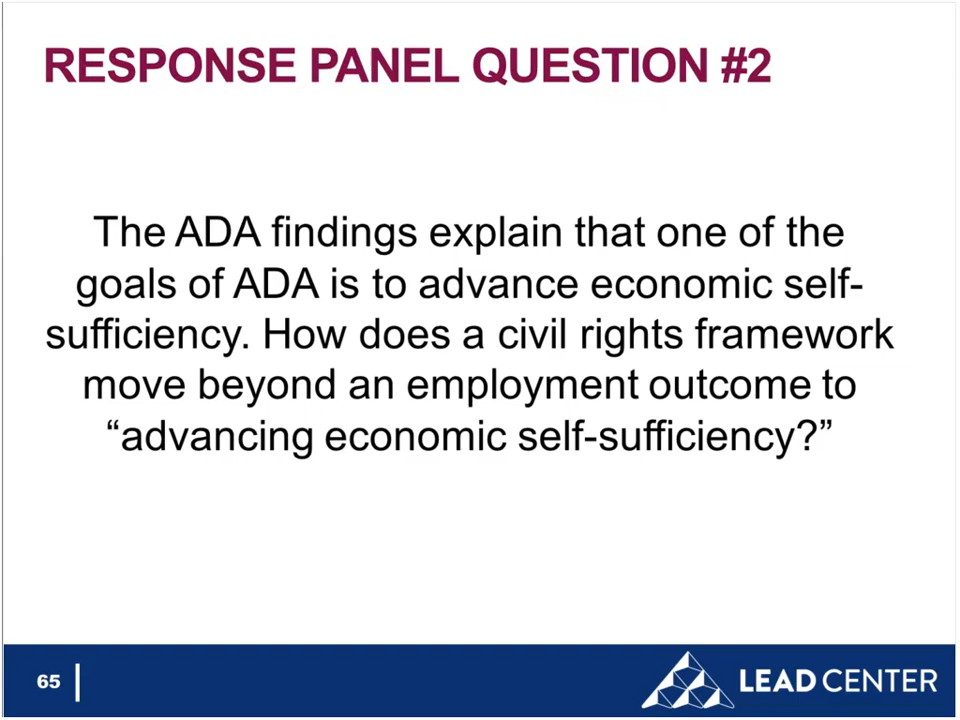 RESPONSE PANEL QUESTION #2
The ADA findings explain that one of the
goals of ADA is to advance economic self-
sufficiency. How does a civil rights framework
move beyond an employment outcome to
“advancing economic self-sufficiency?”
65
LEAD CENTER